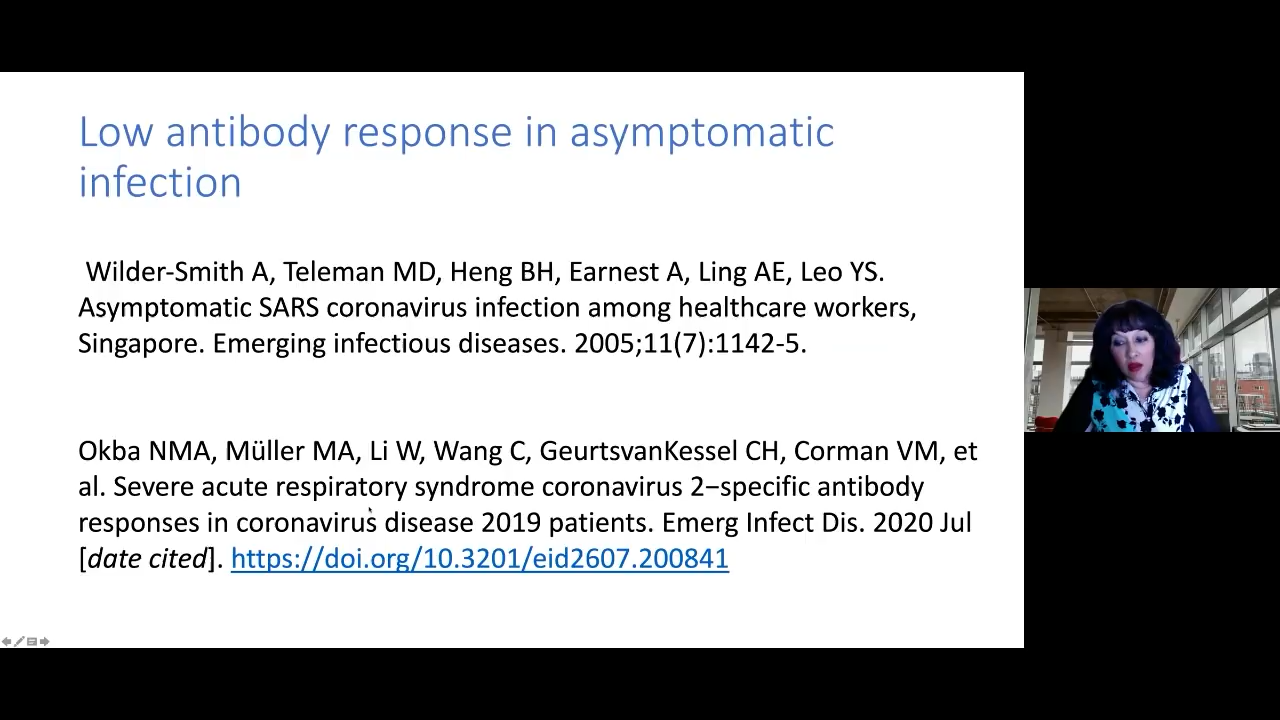 Low antibody response in asymptomatic
infection
Wilder-Smith A, Teleman MD, Heng BH, Earnest A, Ling AE, Leo YS.
Asymptomatic SARS coronavirus infection among healthcare workers,
Singapore. Emerging infectious diseases. 2005;11(7):1142-5.
Okba NMA, Müller MA, Li W, Wang C, GeurtsvanKessel CH, Corman VM, et
al. Severe acute respiratory syndrome coronavirus 2−specific antibody
responses in coronavirus disease 2019 patients. Emerg Infect Dis. 2020 Jul
[date cited]. https://doi.org/10.3201/eid2607.200841